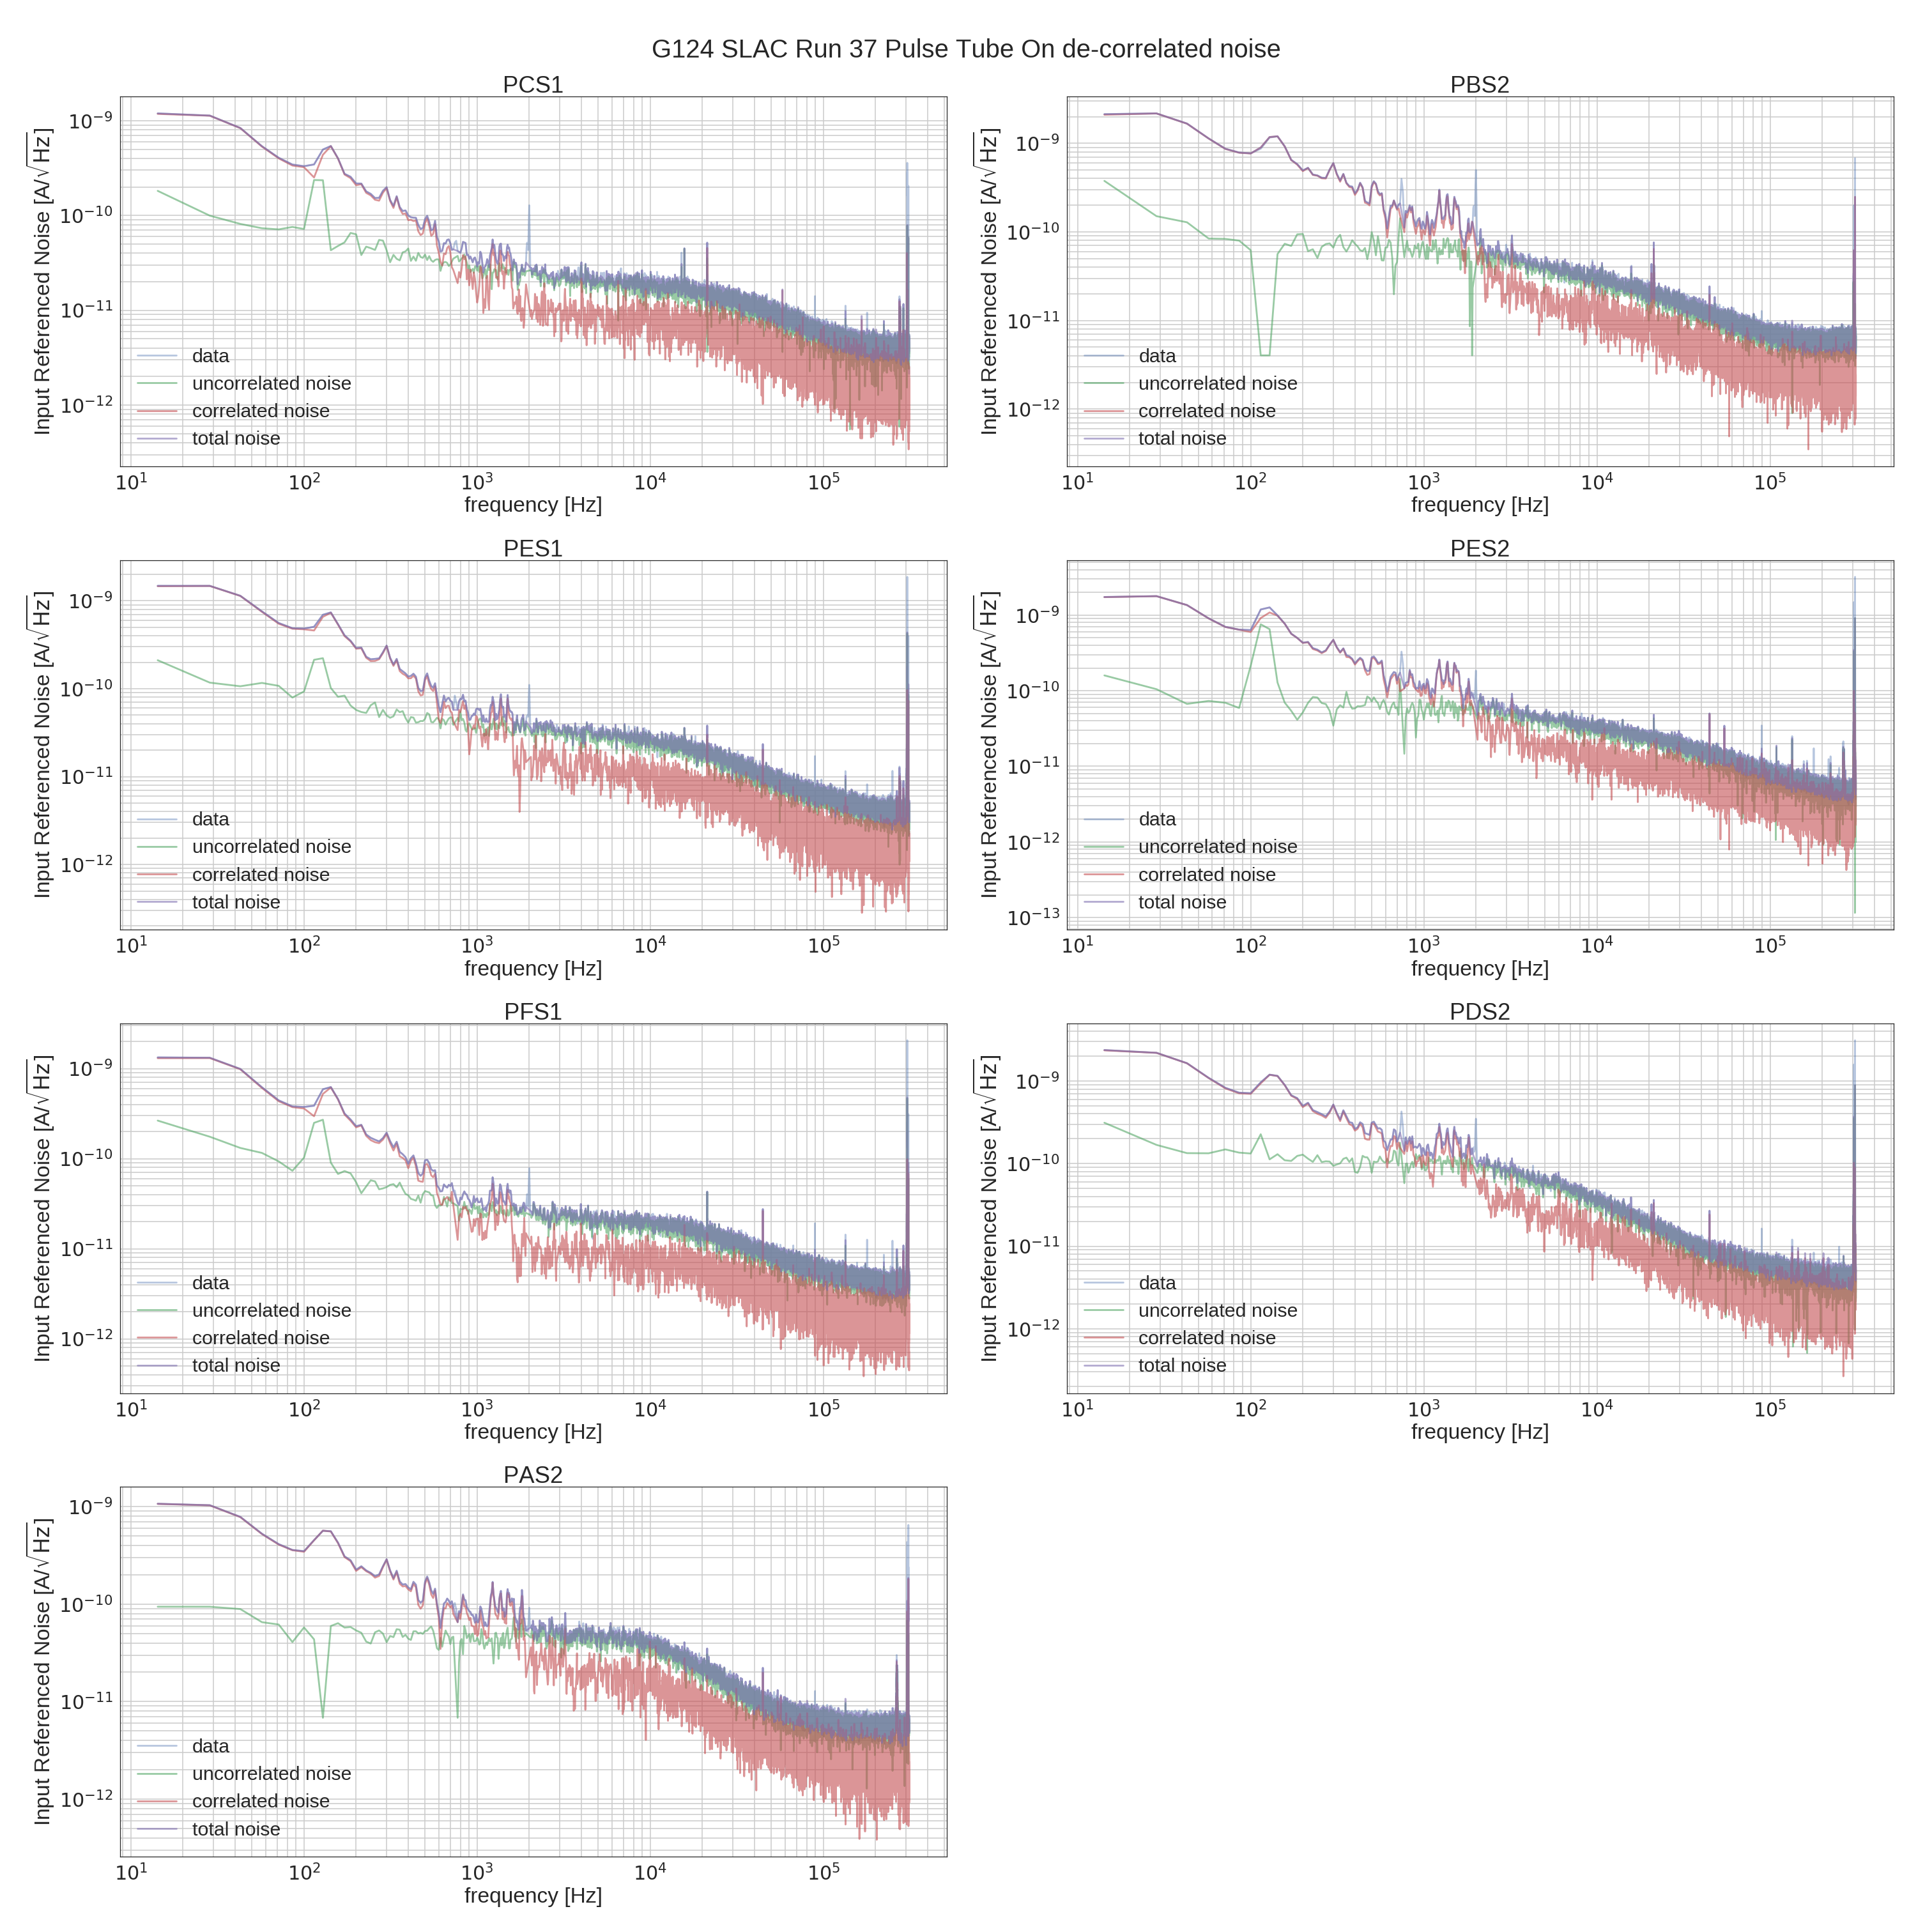 G124 SLAC Run 37 Pulse Tube On de-correlated noise
PCS1
Input Referenced Noise [A/√Hz]
10⁻⁹
10⁻¹⁰
10⁻¹¹
10⁻¹²
data
uncorrelated noise
correlated noise
total noise
10¹ 10² 10³ 10⁴ 10⁵
frequency [Hz]
PBS2
Input Referenced Noise [A/√Hz]
10⁻⁹
10⁻¹⁰
10⁻¹¹
10⁻¹²
data
uncorrelated noise
correlated noise
total noise
10¹ 10² 10³ 10⁴ 10⁵
frequency [Hz]
PES1
Input Referenced Noise [A/√Hz]
10⁻⁹
10⁻¹⁰
10⁻¹¹
10⁻¹²
data
uncorrelated noise
correlated noise
total noise
10¹ 10² 10³ 10⁴ 10⁵
frequency [Hz]
PES2
Input Referenced Noise [A/√Hz]
10⁻⁹
10⁻¹⁰
10⁻¹¹
10⁻¹²
10⁻¹³
data
uncorrelated noise
correlated noise
total noise
10¹ 10² 10³ 10⁴ 10⁵
frequency [Hz]
PFS1
Input Referenced Noise [A/√Hz]
10⁻⁹
10⁻¹⁰
10⁻¹¹
10⁻¹²
data
uncorrelated noise
correlated noise
total noise
10¹ 10² 10³ 10⁴ 10⁵
frequency [Hz]
PDS2
Input Referenced Noise [A/√Hz]
10⁻⁹
10⁻¹⁰
10⁻¹¹
10⁻¹²
data
uncorrelated noise
correlated noise
total noise
10¹ 10² 10³ 10⁴ 10⁵
frequency [Hz]
PAS2
Input Referenced Noise [A/√Hz]
10⁻⁹
10⁻¹⁰
10⁻¹¹
10⁻¹²
data
uncorrelated noise
correlated noise
total noise
10¹ 10² 10³ 10⁴ 10⁵
frequency [Hz]